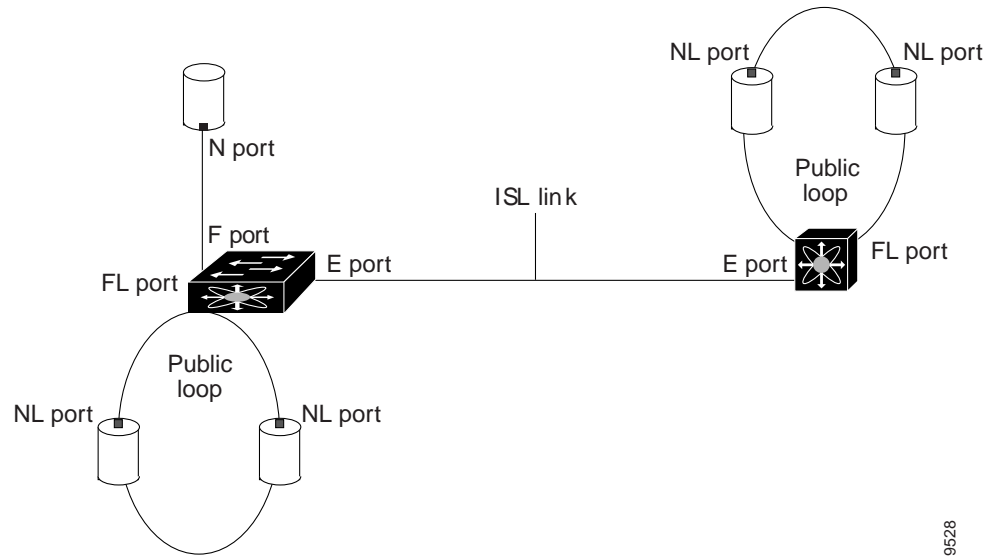 NL port
NL port
N port
Public
loop
ISL link
F port
FL port
E port
E port
FL port
Public
loop
NL port
NL port
9528